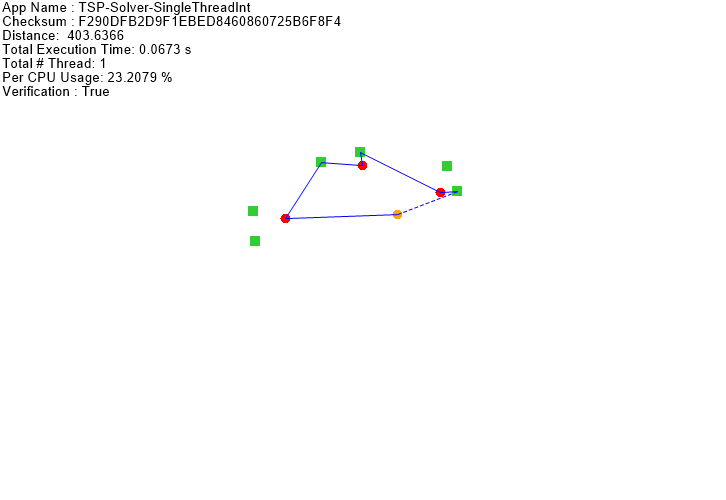 App Name : TSP-Solver-SingleThreadInt
Checksum : F290DFB2D9F1EBED8460860725B6F8F4
Distance:  403.6366
Total Execution Time: 0.0673 s
Total # Thread: 1
Per CPU Usage: 23.2079 %
Verification : True